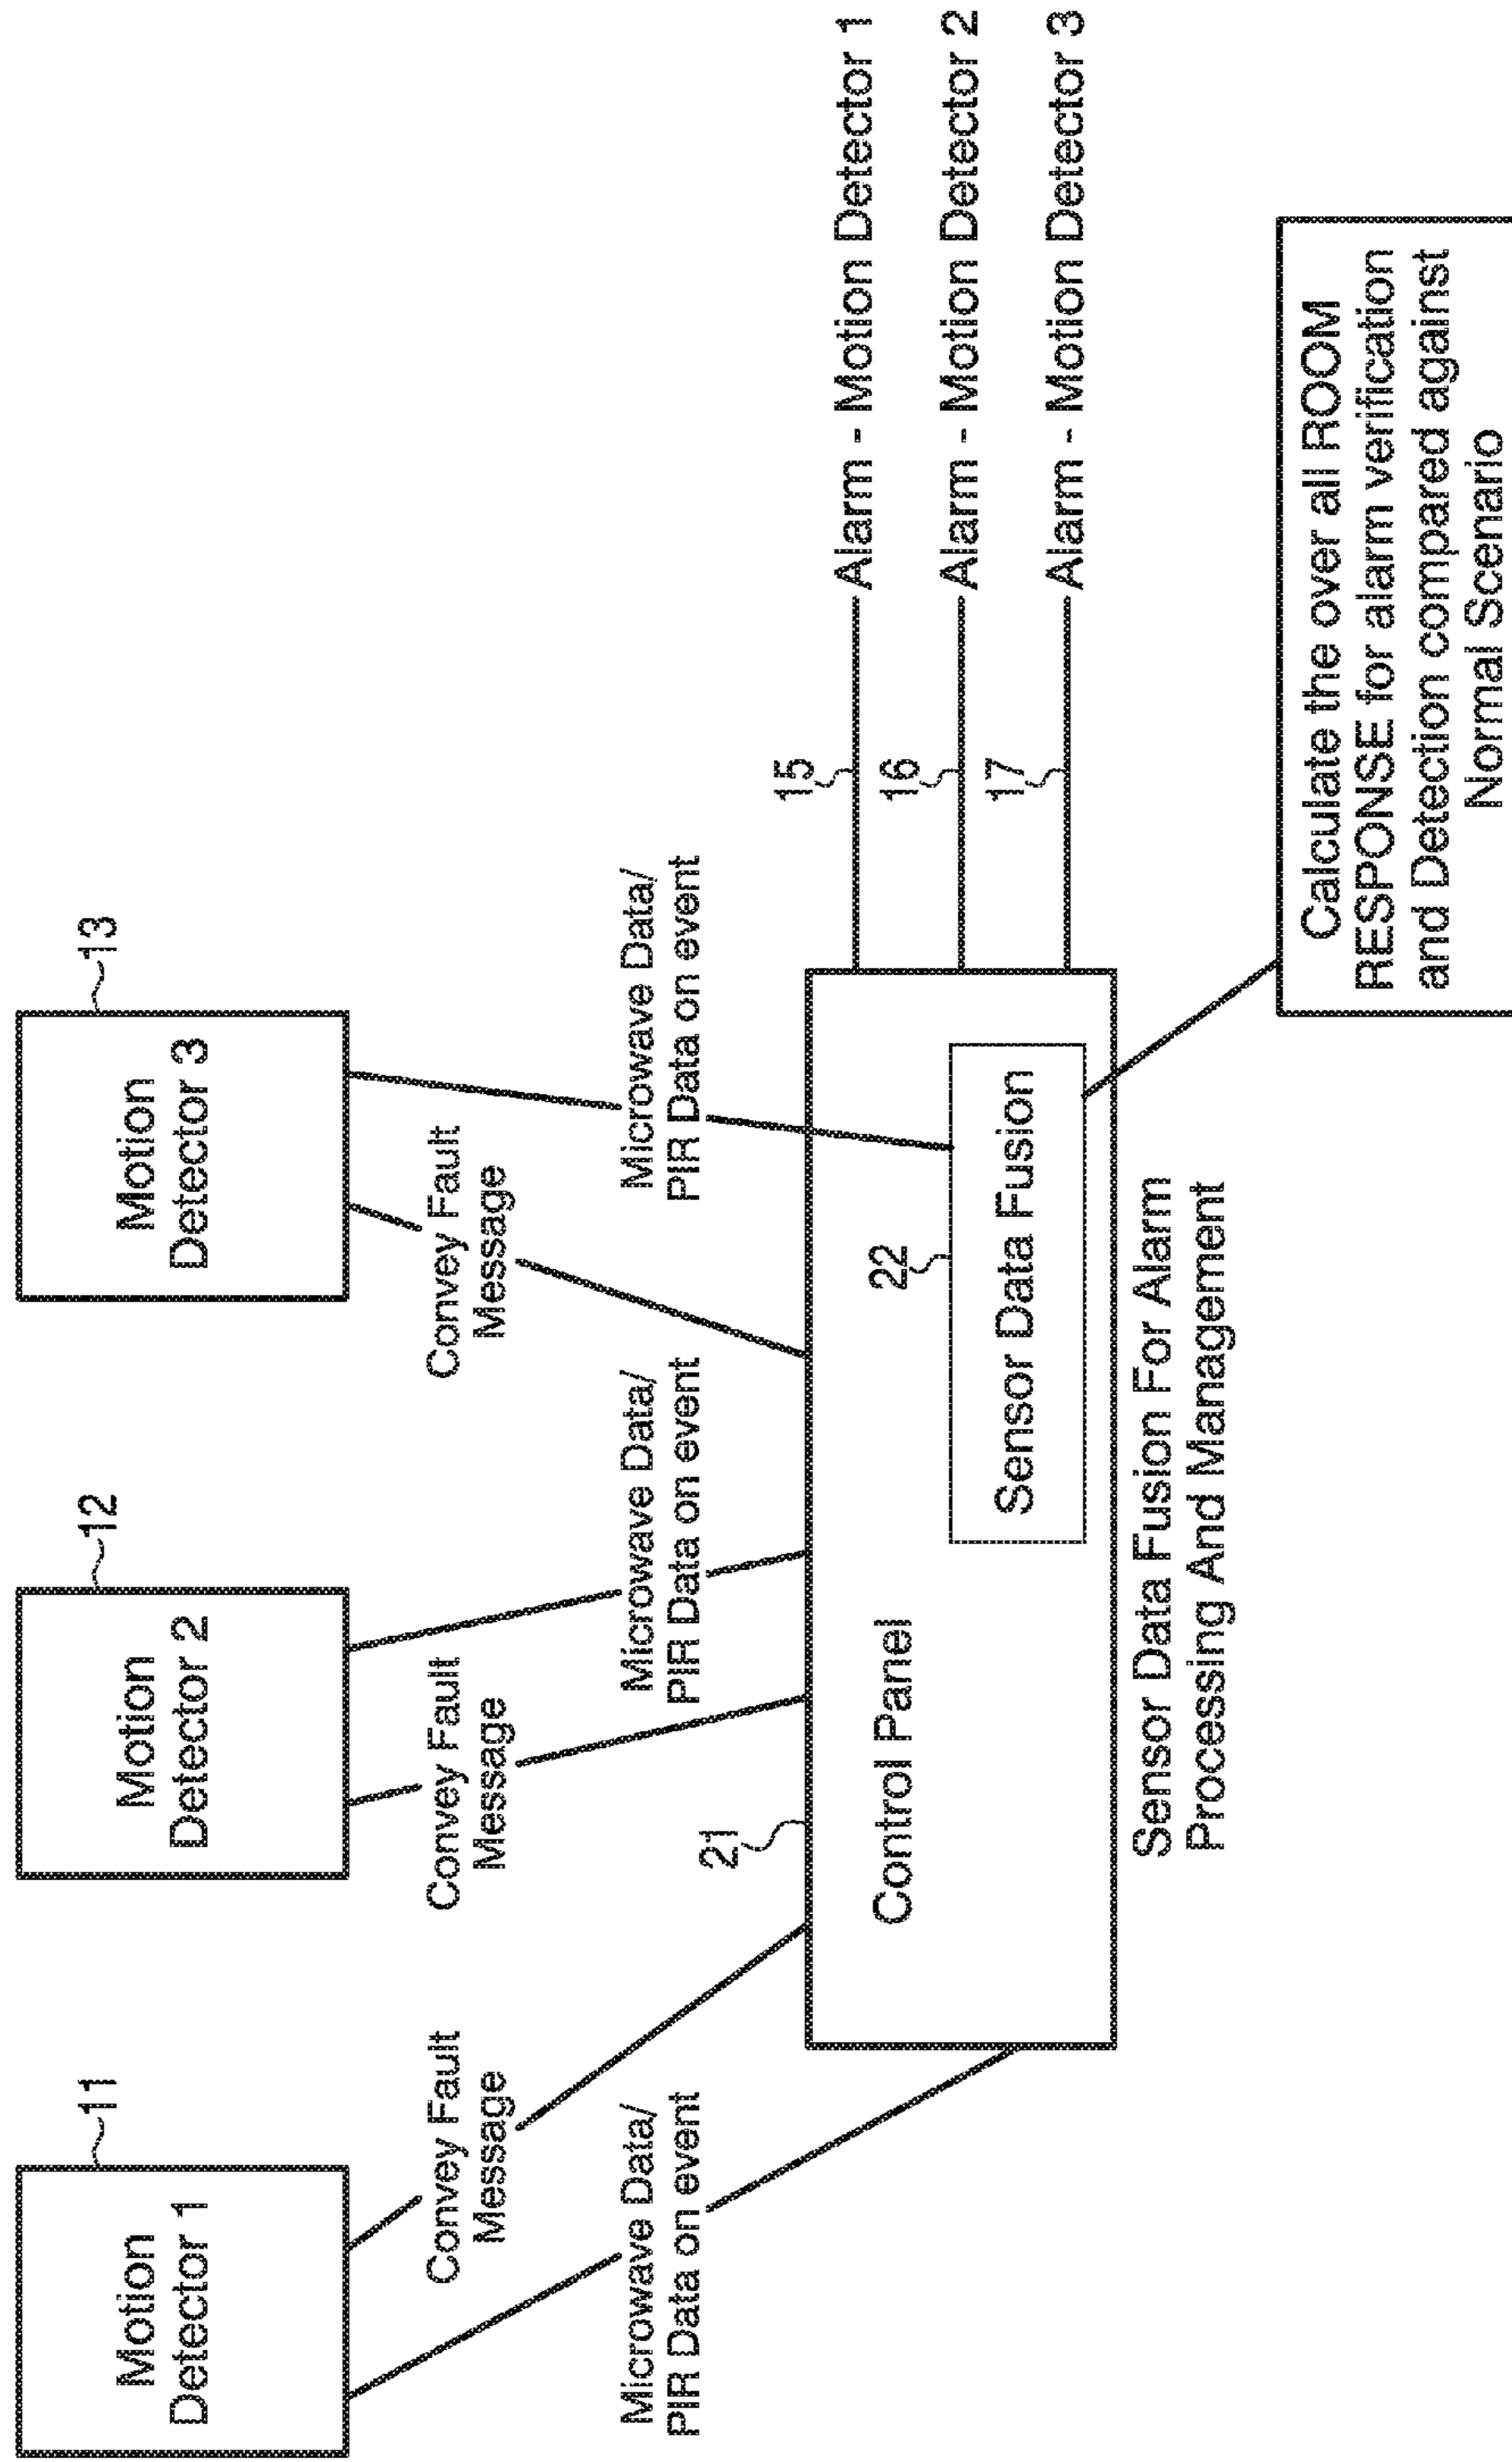 11
Motion
Detector 1
12
Motion
Detector 2
13
Motion
Detector 3
Convey Fault
Message
Microwave Data/
PIR Data on event
Convey Fault
Message
Microwave Data/
PIR Data on event
Convey Fault
Message
Microwave Data/
PIR Data on event
21
Control Panel
22
Sensor Data Fusion
15
Alarm - Motion Detector 1
16
Alarm - Motion Detector 2
17
Alarm - Motion Detector 3
Sensor Data Fusion For Alarm
Processing And Management
Calculate the over all ROOM
RESPONSE for alarm verification
and Detection compared against
Normal Scenario